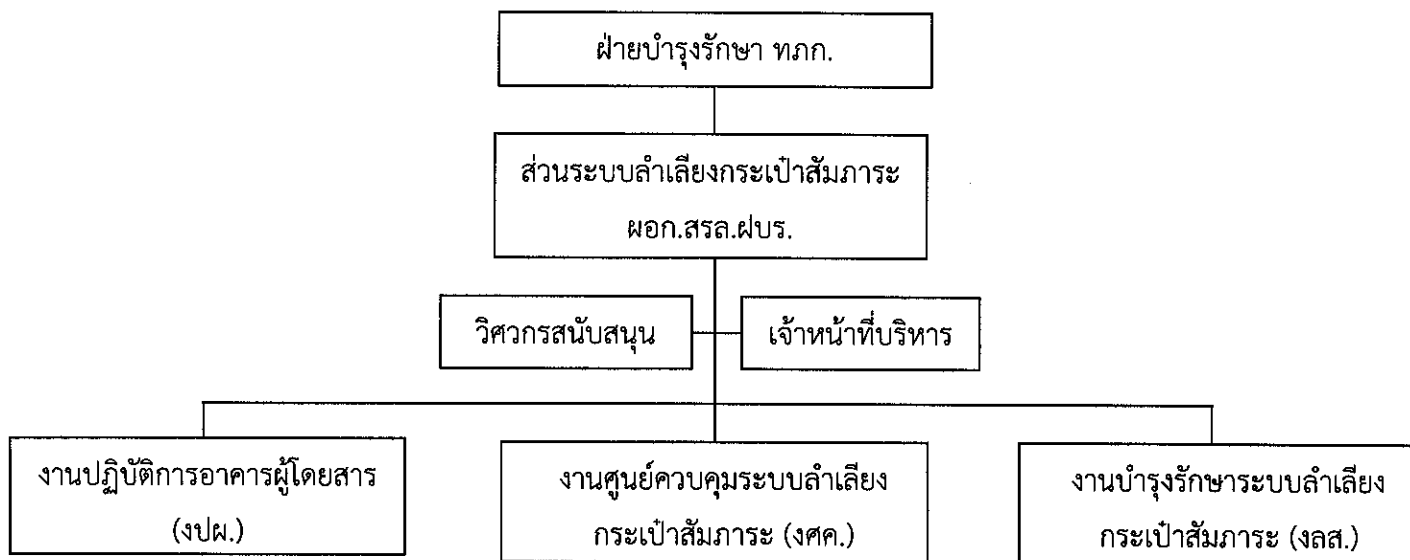 ฝ่ายบำรุงรักษา ทภก.
ส่วนระบบลำเลียงกระเป๋าสัมภาระ
ผอก.สรล.ฝบร.
วิศวกรสนับสนุน
เจ้าหน้าที่บริหาร
งานปฏิบัติการอาคารผู้โดยสาร
(งปผ.)
งานศูนย์ควบคุมระบบลำเลียง
กระเป๋าสัมภาระ (งศค.)
งานบำรุงรักษาระบบลำเลียง
กระเป๋าสัมภาระ (งลส.)